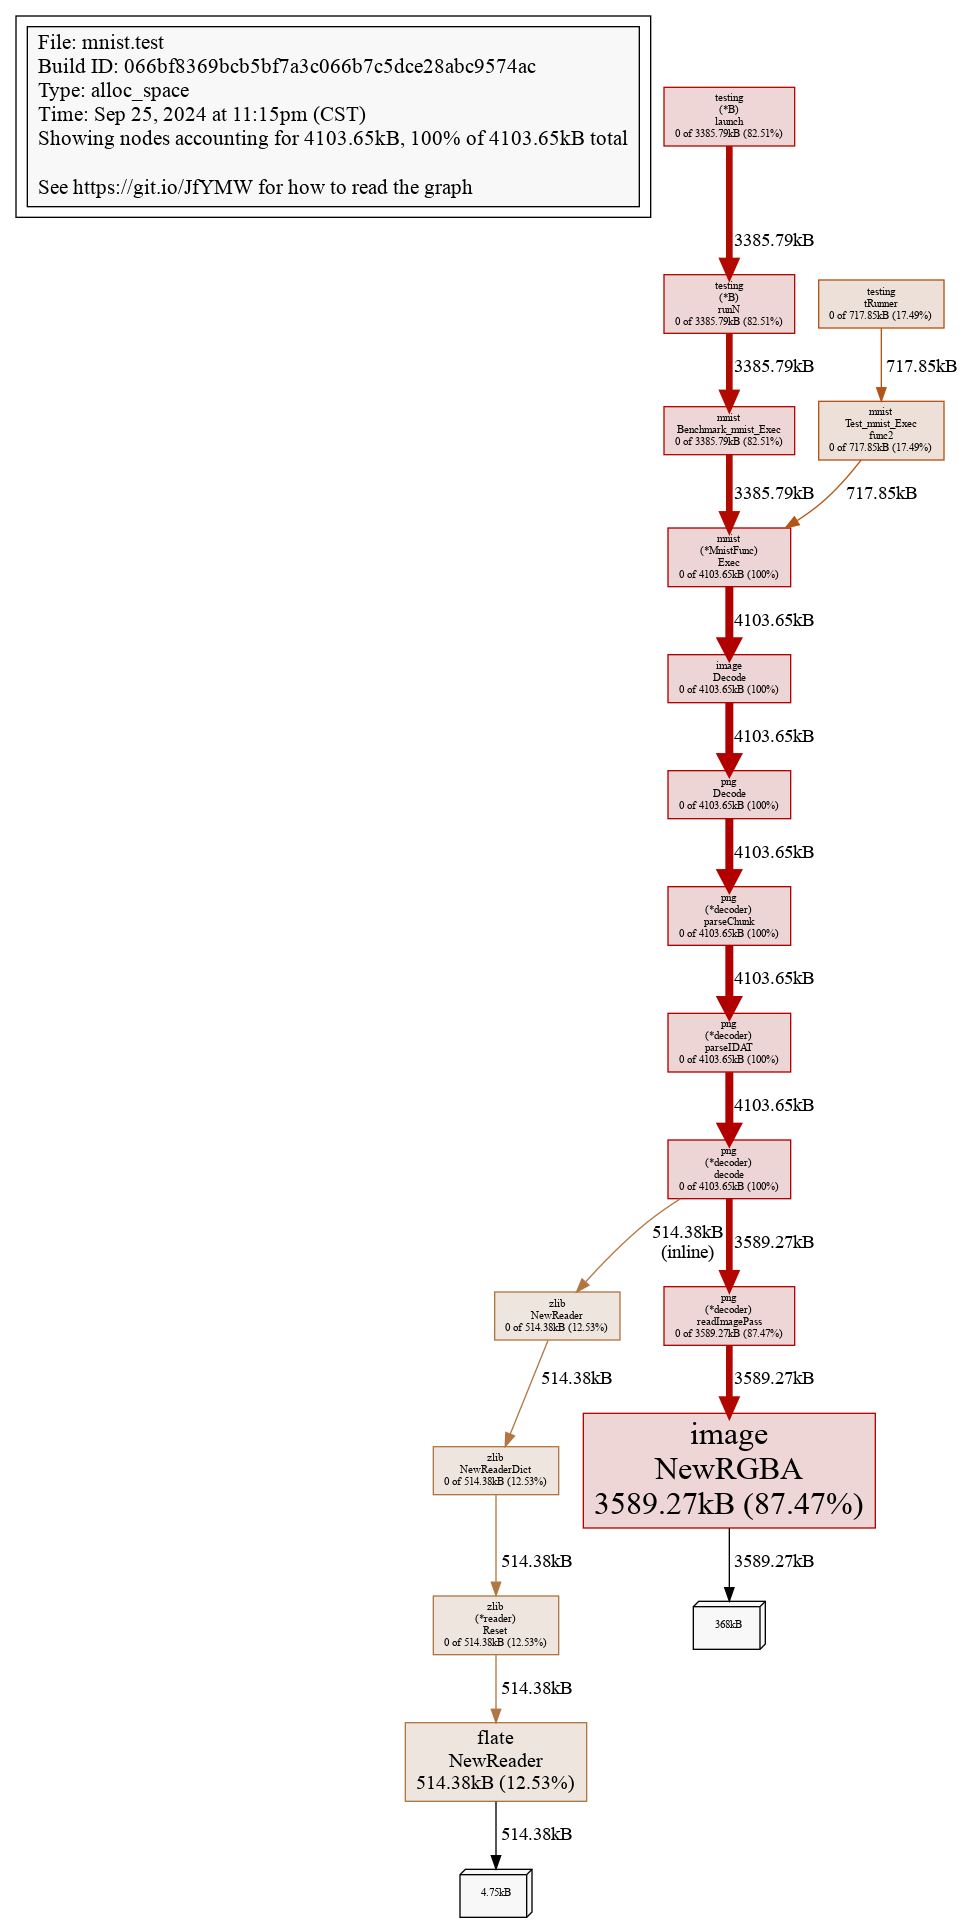 File: mnist.test
Build ID: 066bf8369bcb5bf7a3c066b7c5dce28abc9574ac
Type: alloc_space
Time: Sep 25, 2024 at 11:15pm (CST)
Showing nodes accounting for 4103.65kB, 100% of 4103.65kB total
See https://git.io/JfYMW for how to read the graph
testing
(*B)
launch
0 of 3385.79kB (82.51%)
3385.79kB
testing
(*B)
runN
0 of 3385.79kB (82.51%)
testing
tRunner
0 of 717.85kB (17.49%)
3385.79kB
717.85kB
mnist
Benchmark_mnist_Exec
0 of 3385.79kB (82.51%)
mnist
Test_mnist_Exec
func2
0 of 717.85kB (17.49%)
3385.79kB
717.85kB
mnist
(*MnistFunc)
Exec
0 of 4103.65kB (100%)
4103.65kB
image
Decode
0 of 4103.65kB (100%)
4103.65kB
png
Decode
0 of 4103.65kB (100%)
4103.65kB
png
(*decoder)
parseChunk
0 of 4103.65kB (100%)
4103.65kB
png
(*decoder)
parseIDAT
0 of 4103.65kB (100%)
4103.65kB
png
(*decoder)
decode
0 of 4103.65kB (100%)
514.38kB
(inline)
3589.27kB
zlib
NewReader
0 of 514.38kB (12.53%)
png
(*decoder)
readImagePass
0 of 3589.27kB (87.47%)
514.38kB
3589.27kB
zlib
NewReaderDict
0 of 514.38kB (12.53%)
image
NewRGBA
3589.27kB (87.47%)
514.38kB
3589.27kB
zlib
(*reader)
Reset
0 of 514.38kB (12.53%)
368kB
514.38kB
flate
NewReader
514.38kB (12.53%)
514.38kB
4.75kB